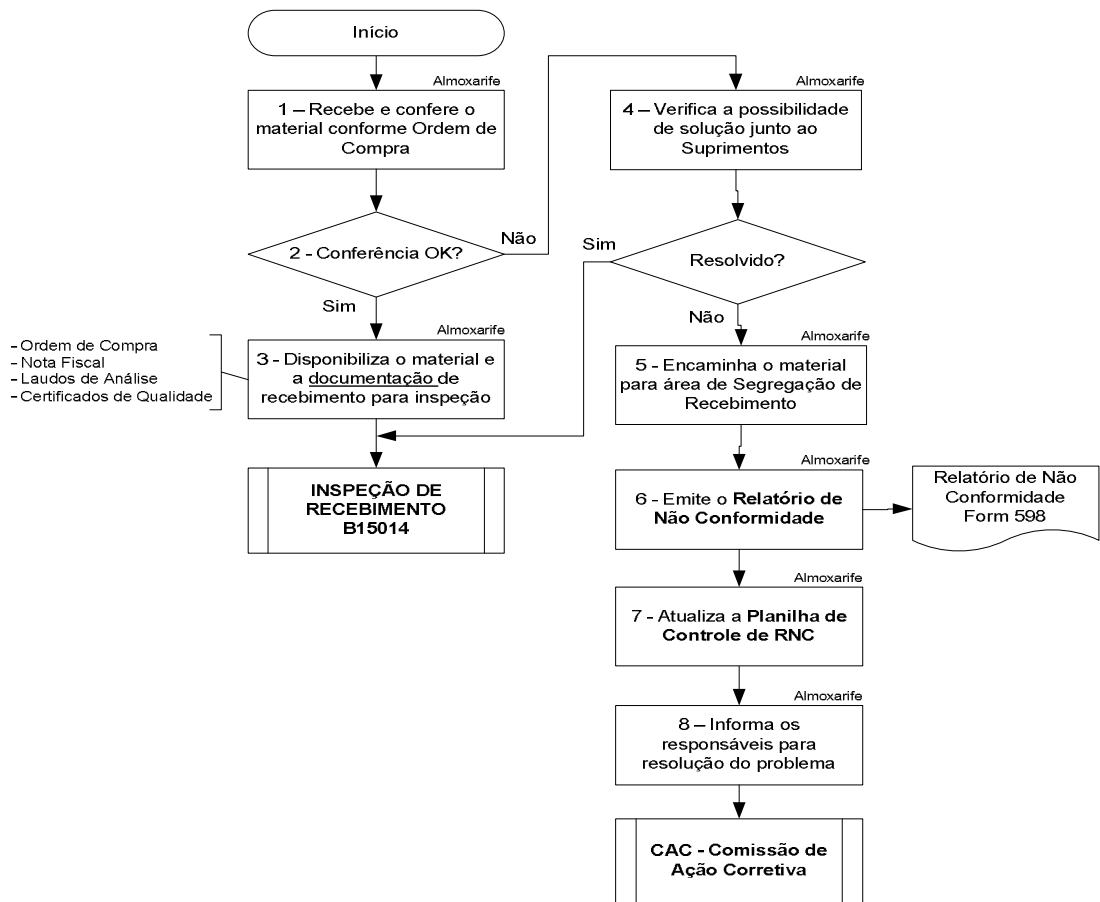 Início
Almoxarife
1 – Recebe e confere o
material conforme Ordem de
Compra
2 - Conferência OK?
Não
Sim
- Ordem de Compra
- Nota Fiscal
- Laudos de Análise
- Certificados de Qualidade
Almoxarife
3 - Disponibiliza o material e
a documentação de
recebimento para inspeção
INSPEÇÃO DE
RECEBIMENTO
B15014
Almoxarife
4 – Verifica a possibilidade
de solução junto ao
Suprimentos
Sim
Resolvido?
Não
Almoxarife
5 - Encaminha o material
para área de Segregação de
Recebimento
Almoxarife
6 - Emite o Relatório de
Não Conformidade
Relatório de Não
Conformidade
Form 598
Almoxarife
7 - Atualiza a Planilha de
Controle de RNC
Almoxarife
8 – Informa os
responsáveis para
resolução do problema
CAC - Comissão de
Ação Corretiva